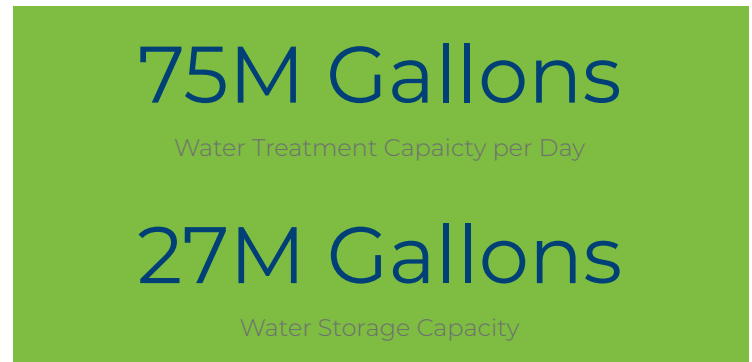 75M Gallons
Water Treatment Capaicty per Day
27M Gallons
Water Storage Capacity